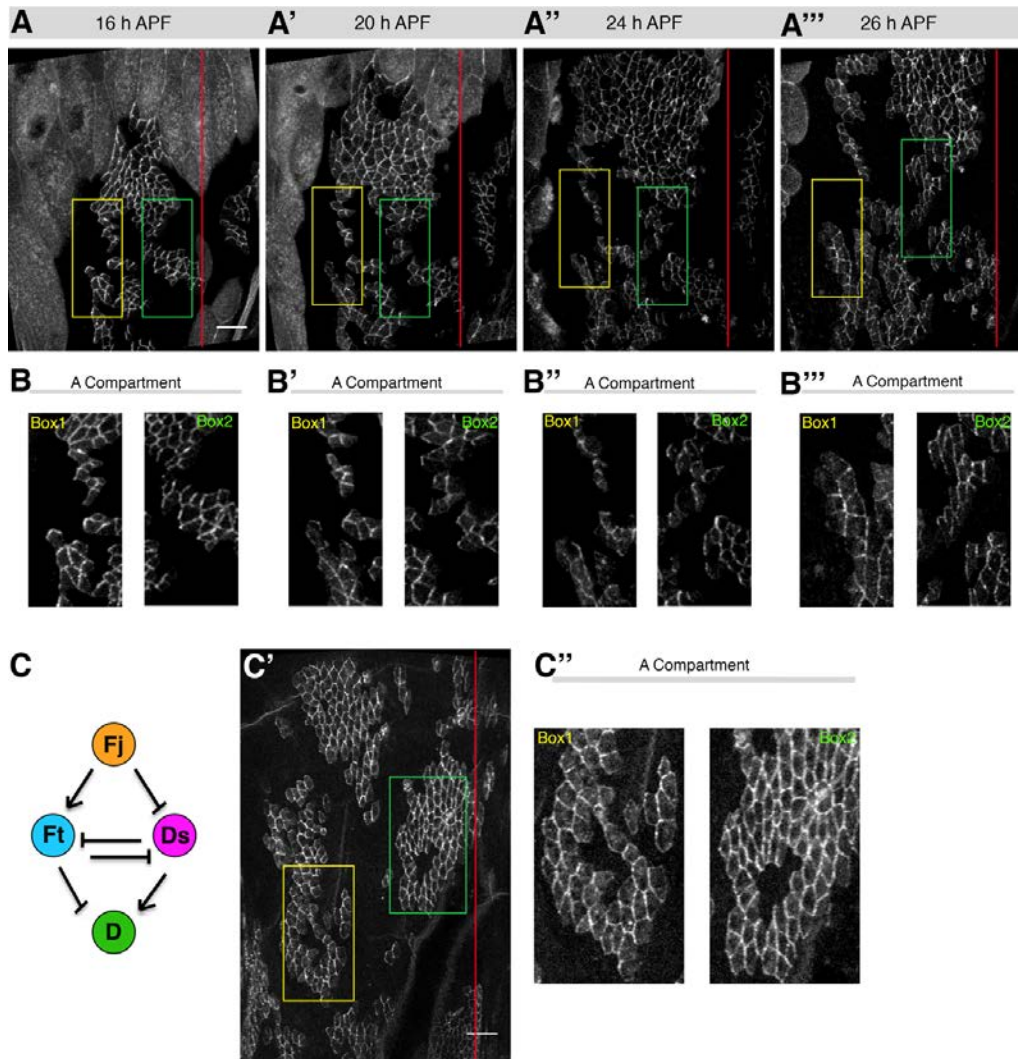 A 16 h APF A' 20 h APF A'' 24 h APF A''' 26 h APF
B A Compartment B' A Compartment B'' A Compartment B''' A Compartment
Box1 Box2 Box1 Box2 Box1 Box2 Box1 Box2
C C' C'' A Compartment
Box1 Box2
Fj
Ft Ds
D